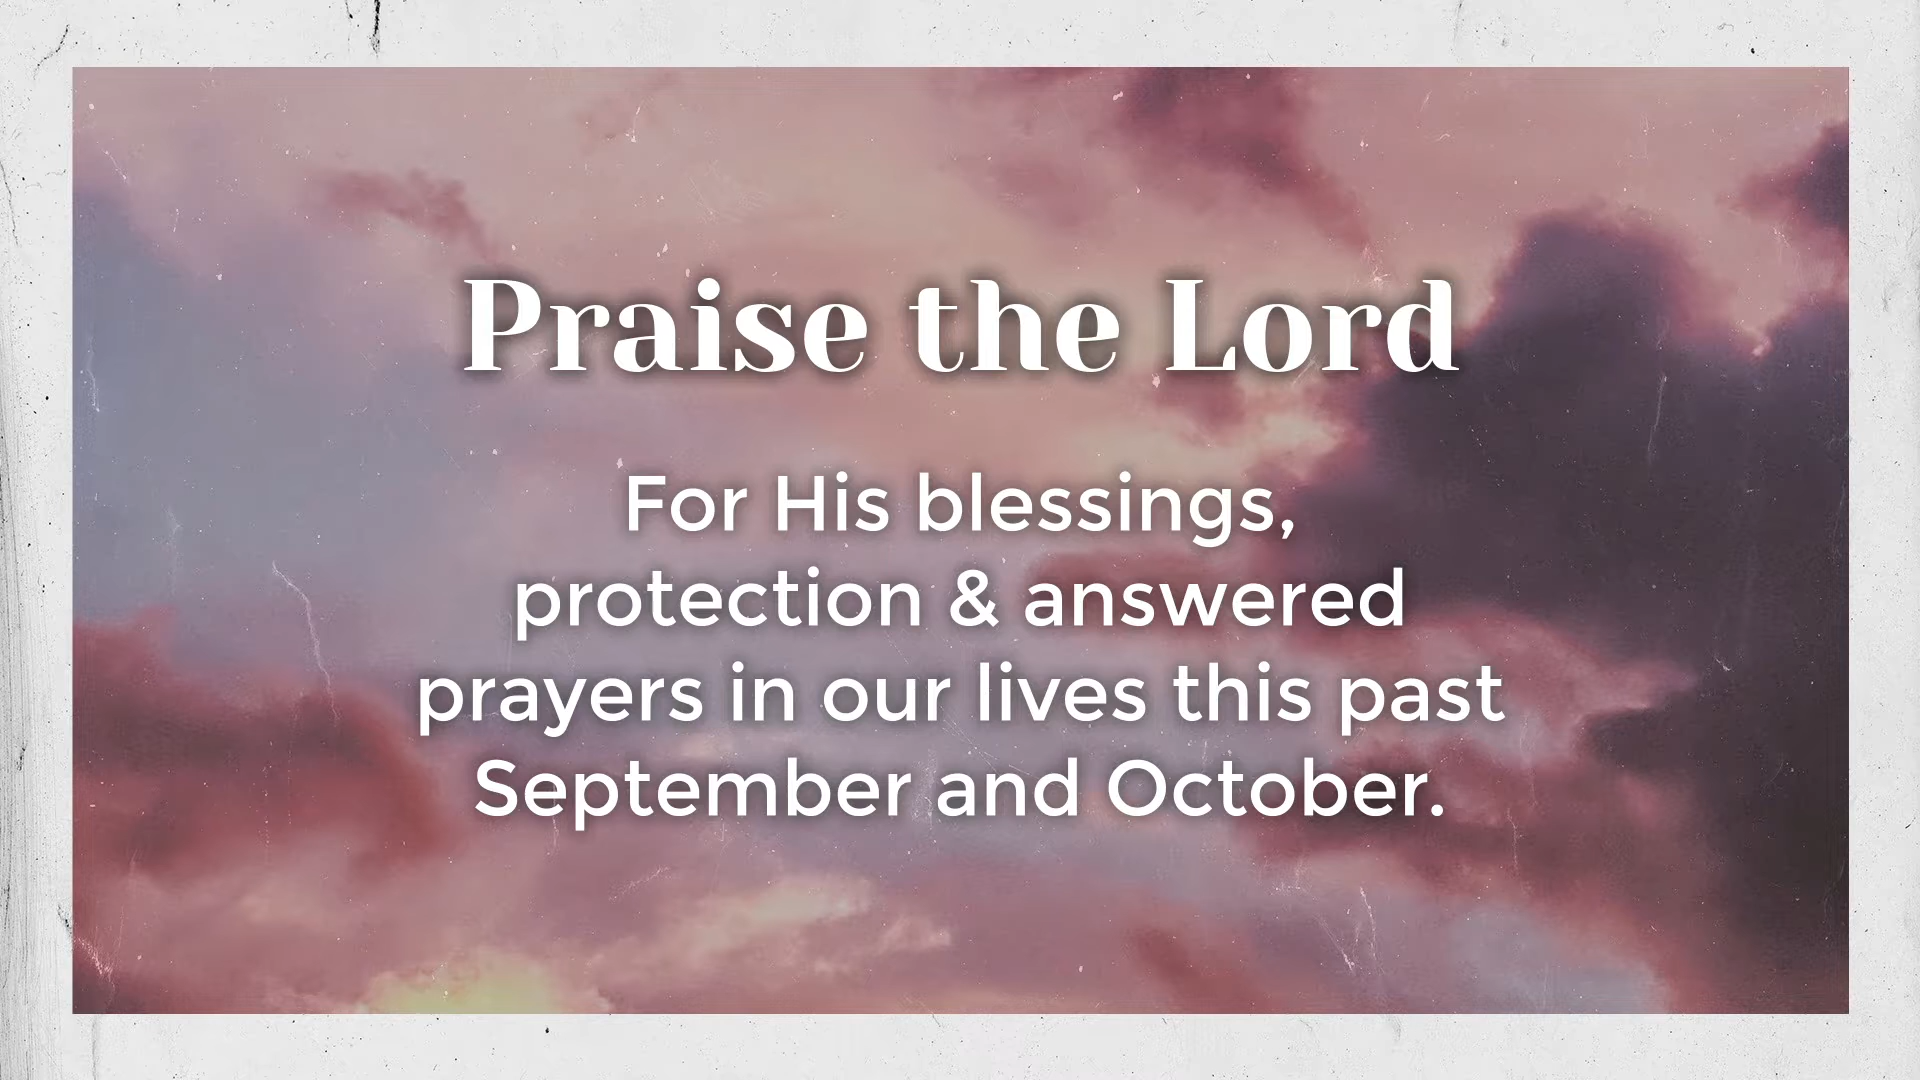 Praise the Lord
For His blessings,
protection & answered
prayers in our lives this past
September and October.